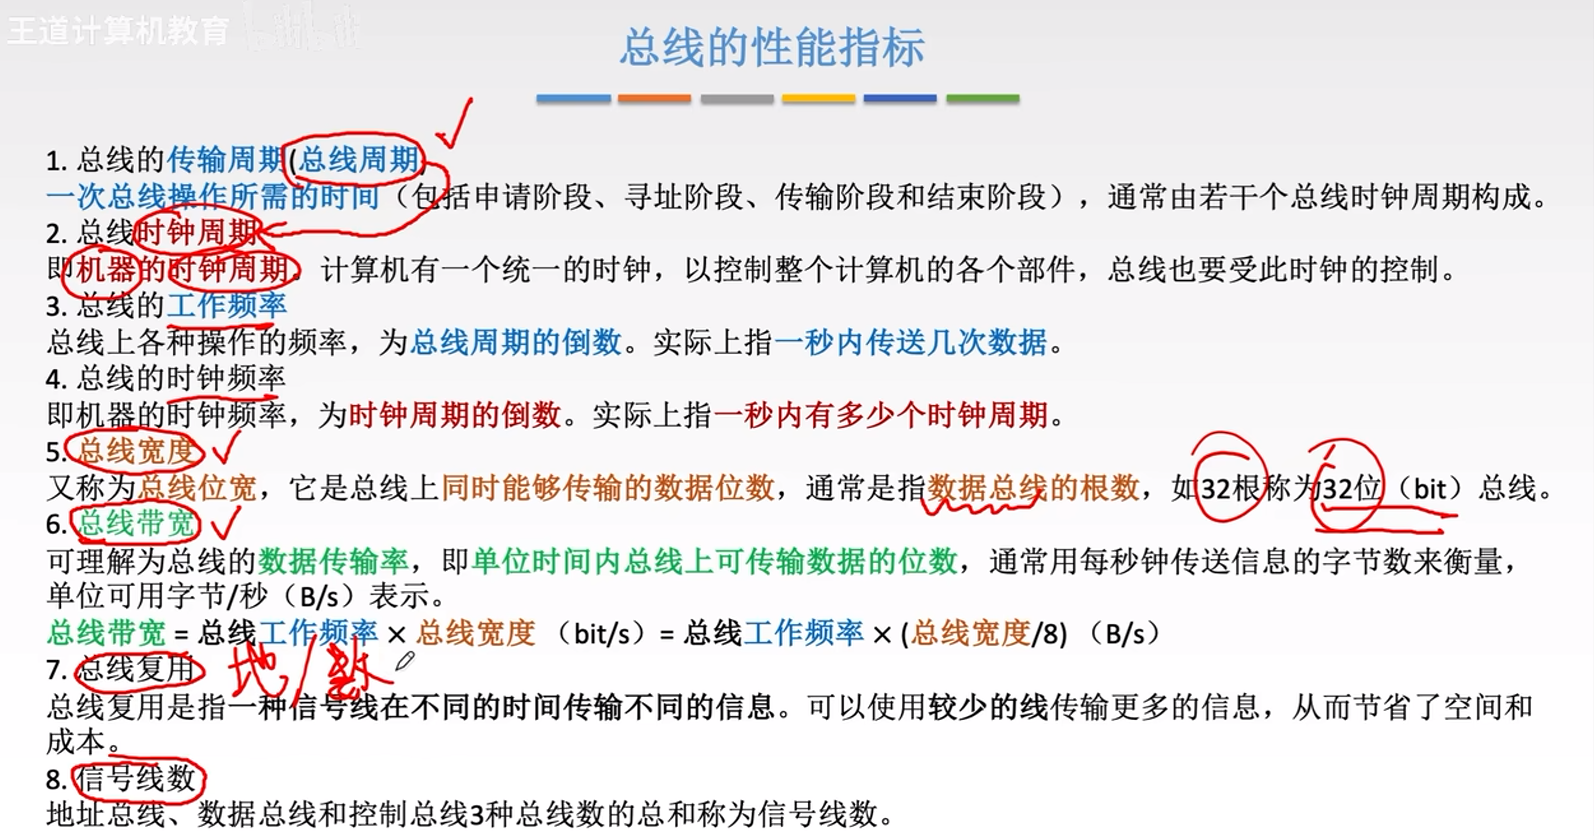 王道计算机教育
总线的性能指标
1. 总线的传输周期(总线周期)
一次总线操作所需的时间（包括申请阶段、寻址阶段、传输阶段和结束阶段），通常由若干个总线时钟周期构成。
2. 总线时钟周期
即机器的时钟周期。计算机有一个统一的时钟，以控制整个计算机的各个部件，总线也要受此时钟的控制。
3. 总线的工作频率
总线上各种操作的频率，为总线周期的倒数。实际上指一秒内传送几次数据。
4. 总线的时钟频率
即机器的时钟频率，为时钟周期的倒数。实际上指一秒内有多少个时钟周期。
5. 总线宽度
又称为总线位宽，它是总线上同时能够传输的数据位数，通常是指数据总线的根数，如32根称为32位（bit）总线。
6. 总线带宽
可理解为总线的数据传输率，即单位时间内总线上可传输数据的位数，通常用每秒钟传送信息的字节数来衡量，
单位可用字节/秒（B/s）表示。
总线带宽 = 总线工作频率 × 总线宽度 （bit/s）= 总线工作频率 × (总线宽度/8) （B/s）
7. 总线复用 地/数
总线复用是指一种信号线在不同的时间传输不同的信息。可以使用较少的线传输更多的信息，从而节省了空间和
成本。
8. 信号线数
地址总线、数据总线和控制总线3种总线数的总和称为信号线数。